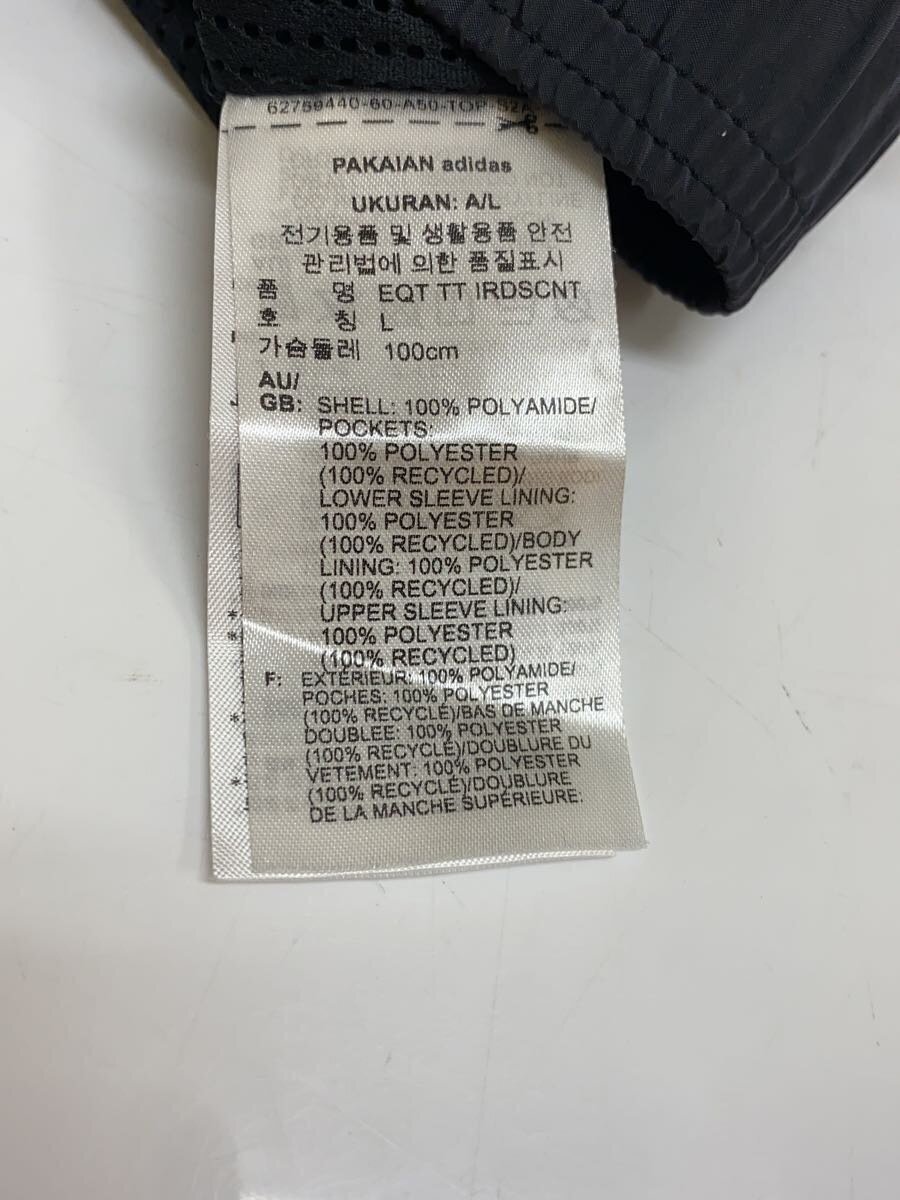 62759440-60-A50-TOP
PAKAIAN adidas
UKURAN: A/L
전기용품 및 생활용품 안전
관리법에 의한 품질표시
품 명 EQT TT IRDSCNT
호 칭 L
가슴둘레 100cm
AU/
GB: SHELL: 100% POLYAMIDE/
POCKETS:
100% POLYESTER
(100% RECYCLED)/
LOWER SLEEVE LINING:
100% POLYESTER
(100% RECYCLED)/BODY
LINING: 100% POLYESTER
(100% RECYCLED)/
UPPER SLEEVE LINING:
100% POLYESTER
(100% RECYCLED)
F: EXTÉRIEUR: 100% POLYAMIDE/
POCHES: 100% POLYESTER
(100% RECYCLÉ)/BAS DE MANCHE
DOUBLEE: 100% POLYESTER
(100% RECYCLÉ)/DOUBLURE DU
VETEMENT: 100% POLYESTER
(100% RECYCLÉ)/DOUBLURE
DE LA MANCHE SUPÉRIEURE: